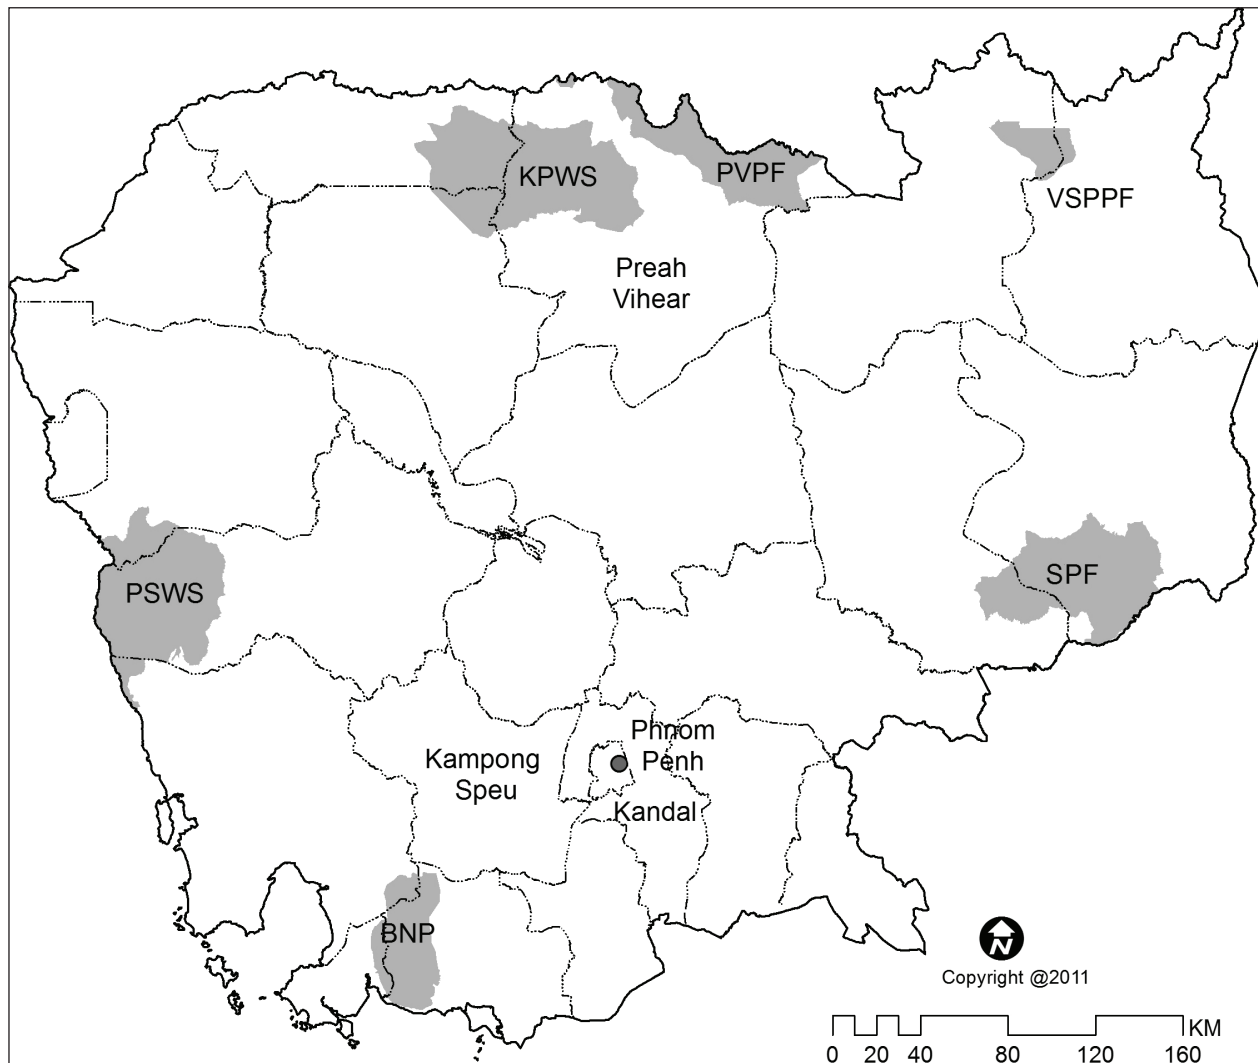 KPWS
PVPF
VSPPF
Preah
Vihear
PSWS
SPF
Phnom
Penh
Kampong
Speu
Kandal
BNP
N
Copyright @2011
KM
0 20 40 80 120 160